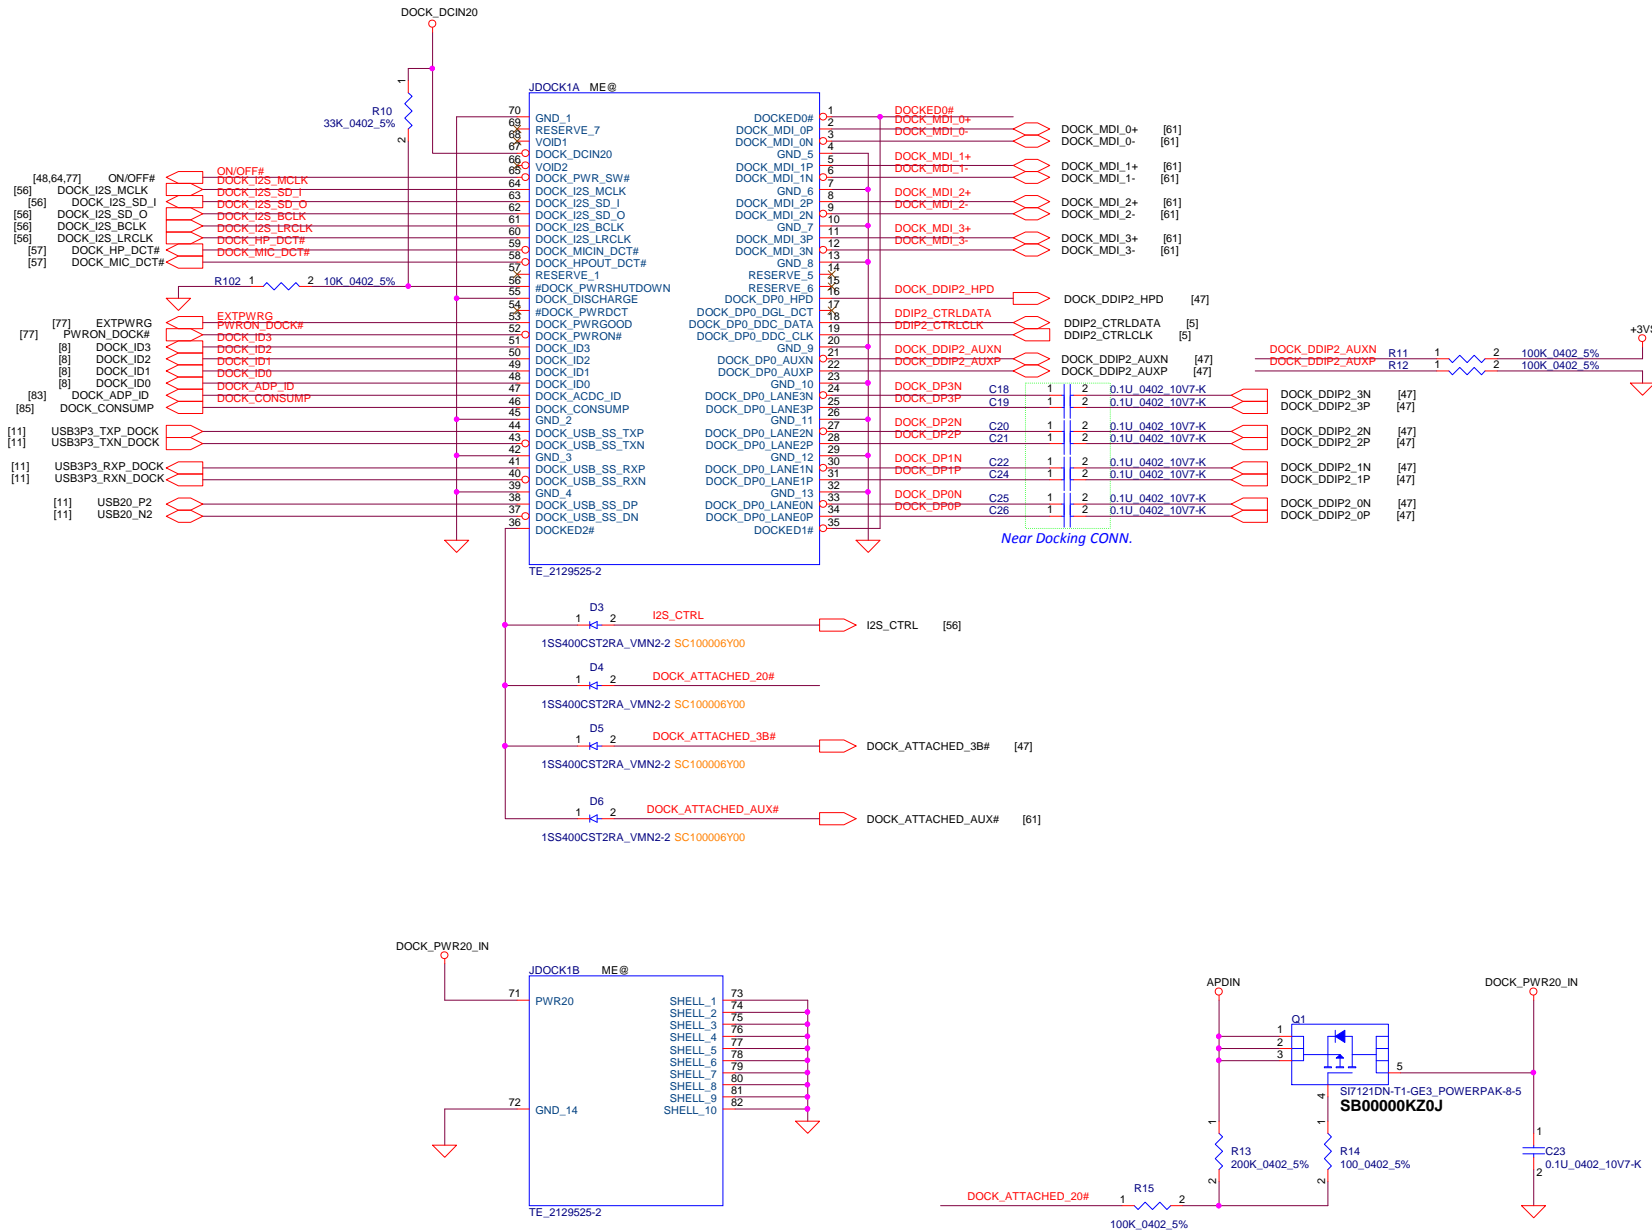 DOCK_DCIN20
R10
33K_0402_5%
1
2
JDOCK1A ME@
70 GND_1
69 RESERVE_7
68 VOID1
67 DOCK_DCIN20
66 VOID2
65 DOCK_PWR_SW#
64 DOCK_I2S_MCLK
63 DOCK_I2S_SD_I
62 DOCK_I2S_SD_O
61 DOCK_I2S_BCLK
60 DOCK_I2S_LRCLK
59 DOCK_MICIN_DCT#
58 DOCK_HPOUT_DCT#
57 RESERVE_1
56 #DOCK_PWRSHUTDOWN
55 DOCK_DISCHARGE
54 #DOCK_PWRDCT
53 DOCK_PWRGOOD
52 DOCK_PWRON#
51 DOCK_ID3
50 DOCK_ID2
49 DOCK_ID1
48 DOCK_ID0
47 DOCK_ACDC_ID
46 DOCK_CONSUMP
45 GND_2
44 DOCK_USB_SS_TXP
43 DOCK_USB_SS_TXN
42 GND_3
41 DOCK_USB_SS_RXP
40 DOCK_USB_SS_RXN
39 GND_4
38 DOCK_USB_SS_DP
37 DOCK_USB_SS_DN
36 DOCKED2#
DOCKED0# 1
DOCK_MDI_0P 2
DOCK_MDI_0N 3
GND_5 4
DOCK_MDI_1P 5
DOCK_MDI_1N 6
GND_6 7
DOCK_MDI_2P 8
DOCK_MDI_2N 9
GND_7 10
DOCK_MDI_3P 11
DOCK_MDI_3N 12
GND_8 13
RESERVE_5 14
RESERVE_6 15
DOCK_DP0_HPD 16
DOCK_DP0_DGL_DCT 17
DOCK_DP0_DDC_DATA 18
DOCK_DP0_DDC_CLK 19
GND_9 20
DOCK_DP0_AUXN 21
DOCK_DP0_AUXP 22
GND_10 23
DOCK_DP0_LANE3N 24
DOCK_DP0_LANE3P 25
GND_11 26
DOCK_DP0_LANE2N 27
DOCK_DP0_LANE2P 28
GND_12 29
DOCK_DP0_LANE1N 30
DOCK_DP0_LANE1P 31
GND_13 32
DOCK_DP0_LANE0N 33
DOCK_DP0_LANE0P 34
DOCKED1# 35
TE_2129525-2
[48,64,77] ON/OFF# ON/OFF#
[56] DOCK_I2S_MCLK DOCK_I2S_MCLK
[56] DOCK_I2S_SD_I DOCK_I2S_SD_I
[56] DOCK_I2S_SD_O DOCK_I2S_SD_O
[56] DOCK_I2S_BCLK DOCK_I2S_BCLK
[56] DOCK_I2S_LRCLK DOCK_I2S_LRCLK
[57] DOCK_HP_DCT# DOCK_HP_DCT#
[57] DOCK_MIC_DCT# DOCK_MIC_DCT#
R102 1 2 10K_0402_5%
[77] EXTPWRG EXTPWRG
[77] PWRON_DOCK# PWRON_DOCK#
[8] DOCK_ID3 DOCK_ID3
[8] DOCK_ID2 DOCK_ID2
[8] DOCK_ID1 DOCK_ID1
[8] DOCK_ID0 DOCK_ID0
[83] DOCK_ADP_ID DOCK_ADP_ID
[85] DOCK_CONSUMP DOCK_CONSUMP
[11] USB3P3_TXP_DOCK
[11] USB3P3_TXN_DOCK
[11] USB3P3_RXP_DOCK
[11] USB3P3_RXN_DOCK
[11] USB20_P2
[11] USB20_N2
DOCKED0#
DOCK_MDI_0+ DOCK_MDI_0+ [61]
DOCK_MDI_0- DOCK_MDI_0- [61]
DOCK_MDI_1+ DOCK_MDI_1+ [61]
DOCK_MDI_1- DOCK_MDI_1- [61]
DOCK_MDI_2+ DOCK_MDI_2+ [61]
DOCK_MDI_2- DOCK_MDI_2- [61]
DOCK_MDI_3+ DOCK_MDI_3+ [61]
DOCK_MDI_3- DOCK_MDI_3- [61]
DOCK_DDIP2_HPD DOCK_DDIP2_HPD [47]
DDIP2_CTRLDATA DDIP2_CTRLDATA [5]
DDIP2_CTRLCLK DDIP2_CTRLCLK [5]
DOCK_DDIP2_AUXN DOCK_DDIP2_AUXN [47]
DOCK_DDIP2_AUXP DOCK_DDIP2_AUXP [47]
DOCK_DP3N C18 1 2 0.1U_0402_10V7-K DOCK_DDIP2_3N [47]
DOCK_DP3P C19 1 2 0.1U_0402_10V7-K DOCK_DDIP2_3P [47]
DOCK_DP2N C20 1 2 0.1U_0402_10V7-K DOCK_DDIP2_2N [47]
DOCK_DP2P C21 1 2 0.1U_0402_10V7-K DOCK_DDIP2_2P [47]
DOCK_DP1N C22 1 2 0.1U_0402_10V7-K DOCK_DDIP2_1N [47]
DOCK_DP1P C24 1 2 0.1U_0402_10V7-K DOCK_DDIP2_1P [47]
DOCK_DP0N C25 1 2 0.1U_0402_10V7-K DOCK_DDIP2_0N [47]
DOCK_DP0P C26 1 2 0.1U_0402_10V7-K DOCK_DDIP2_0P [47]
Near Docking CONN.
+3VS
DOCK_DDIP2_AUXN R11 1 2 100K_0402_5%
DOCK_DDIP2_AUXP R12 1 2 100K_0402_5%
D3
1 2 I2S_CTRL I2S_CTRL [56]
1SS400CST2RA_VMN2-2 SC100006Y00
D4
1 2 DOCK_ATTACHED_20#
1SS400CST2RA_VMN2-2 SC100006Y00
D5
1 2 DOCK_ATTACHED_3B# DOCK_ATTACHED_3B# [47]
1SS400CST2RA_VMN2-2 SC100006Y00
D6
1 2 DOCK_ATTACHED_AUX# DOCK_ATTACHED_AUX# [61]
1SS400CST2RA_VMN2-2 SC100006Y00
DOCK_PWR20_IN
JDOCK1B ME@
71 PWR20
72 GND_14
SHELL_1 73
SHELL_2 74
SHELL_3 75
SHELL_4 76
SHELL_5 77
SHELL_6 78
SHELL_7 79
SHELL_8 80
SHELL_9 81
SHELL_10 82
TE_2129525-2
APDIN
DOCK_PWR20_IN
Q1
1
2
3
5
4
SI7121DN-T1-GE3_POWERPAK-8-5
SB00000KZ0J
1
R13
200K_0402_5%
2
1
R14
100_0402_5%
2
1
C23
0.1U_0402_10V7-K
2
DOCK_ATTACHED_20# 1 R15 2
100K_0402_5%